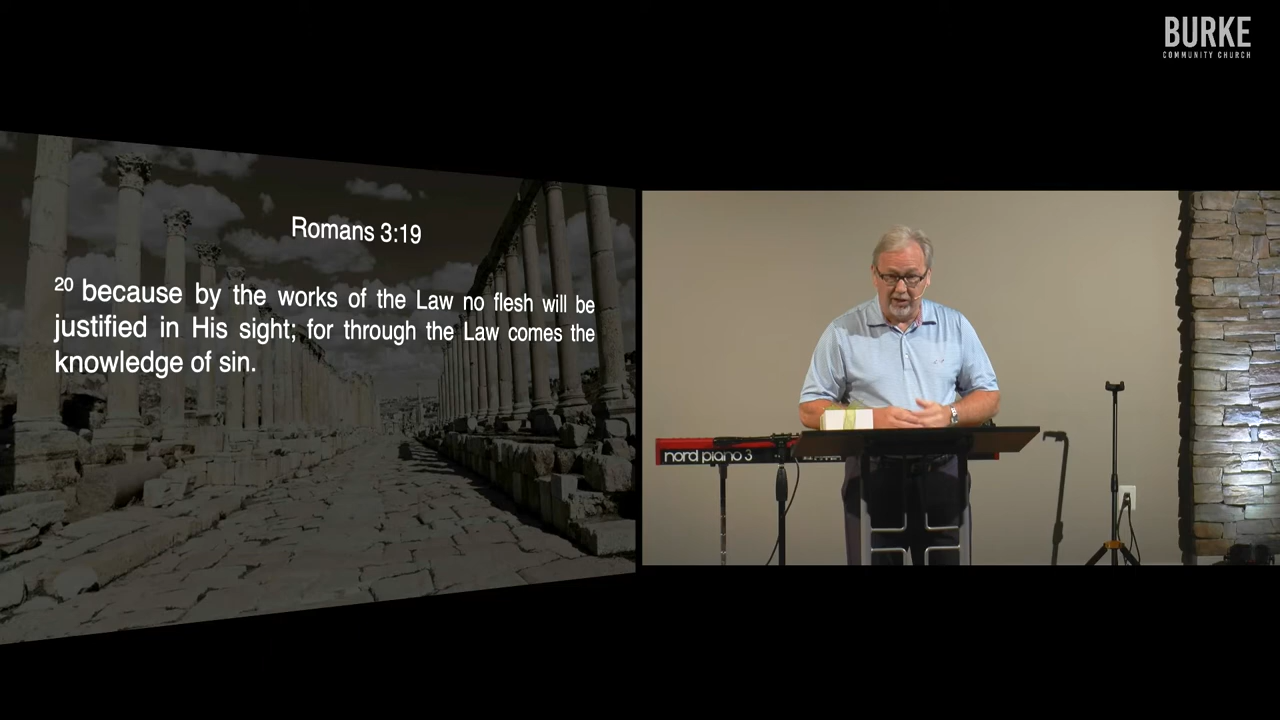 BURKE
COMMUNITY CHURCH
Romans 3:19
20 because by the works of the Law no flesh will be
justified in His sight; for through the Law comes the
knowledge of sin.
nord piano 3